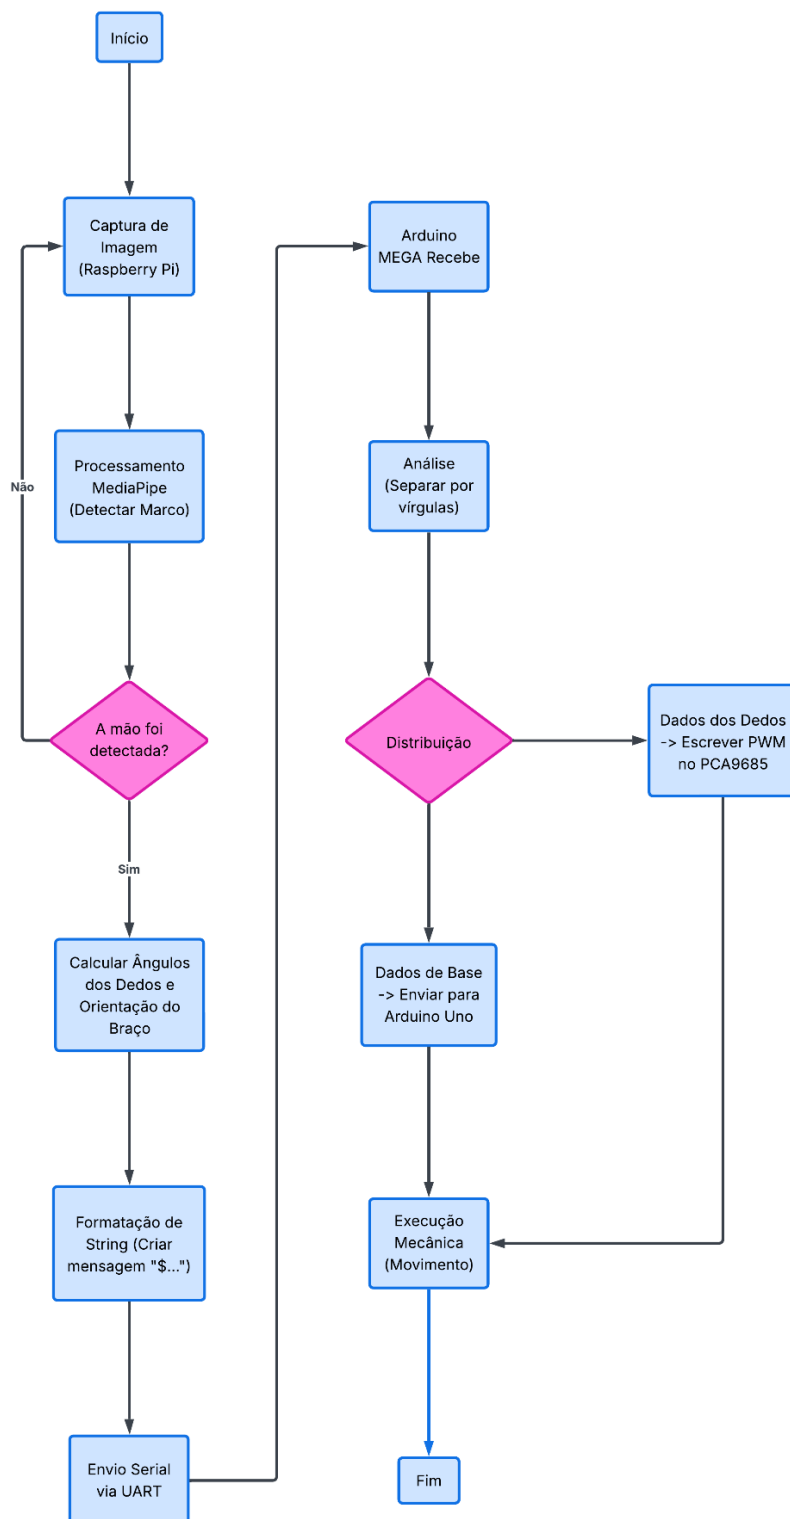 Início
Captura de
Imagem
(Raspberry Pi)
Processamento
MediaPipe
(Detectar Marco)
Não
A mão foi
detectada?
Sim
Calcular Ângulos
dos Dedos e
Orientação do
Braço
Formatação de
String (Criar
mensagem "$...")
Envio Serial
via UART
Arduino
MEGA Recebe
Análise
(Separar por
vírgulas)
Distribuição
Dados dos Dedos
-> Escrever PWM
no PCA9685
Dados de Base
-> Enviar para
Arduino Uno
Execução
Mecânica
(Movimento)
Fim